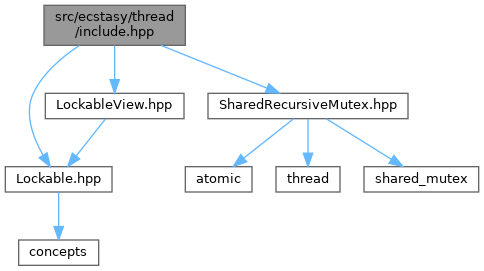 src/ecstasy/thread
/include.hpp
LockableView.hpp
SharedRecursiveMutex.hpp
Lockable.hpp
atomic
thread
shared_mutex
concepts